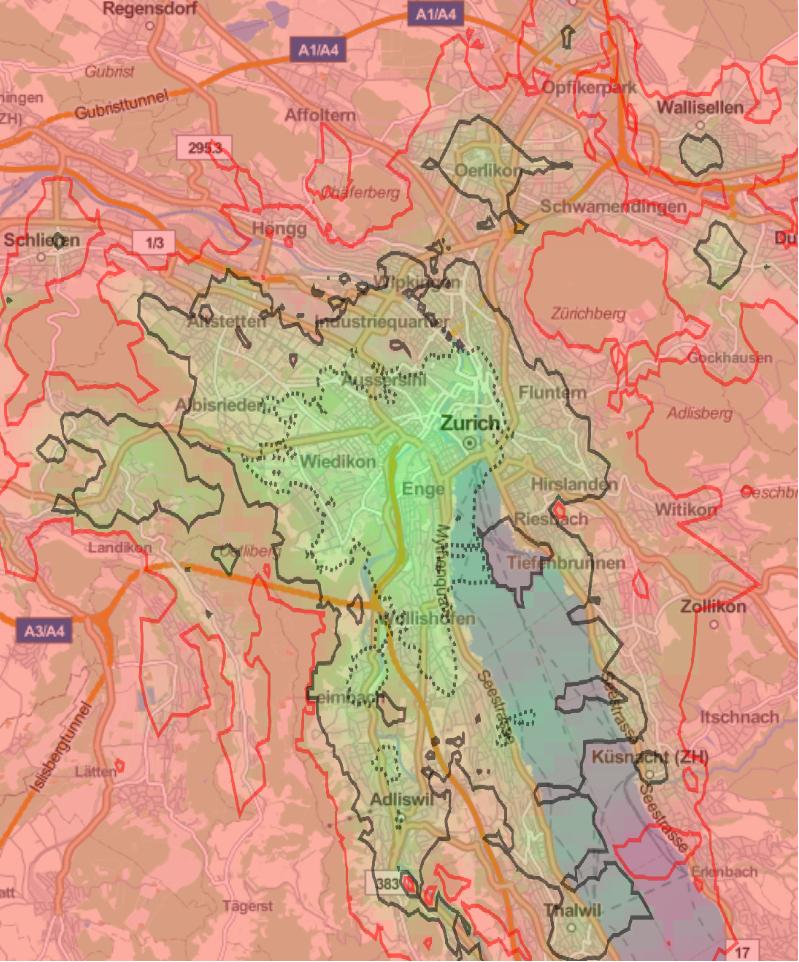 Regensdorf
A1/A4
A1/A4
Gubrist
Opfikerpark
Gubristtunnel
Wallisellen
ningen
ZH)
Affoltern
295.3
Oerlikon
Chäferberg
Schwamendingen
Höngg
Schlieren
1/3
Du
Wipkingen
Zürichberg
Altstetten
Industriequartier
Gockhausen
Aussersihl
Albisrieden
Fluntern
Adlisberg
Zurich
Wiedikon
Enge
Hirslanden
Geschbr
Riesbach
Witikon
Landikon
Uetliberg
Mythenquai
Tiefenbrunnen
Zollikon
A3/A4
Wollishofen
Leimbach
Seestrasse
Seestrasse
Itschnach
Islisbergtunnel
Küsnacht (ZH)
Lätten
Adliswil
Seestrasse
Erlenbach
383
att
Tägerst
Thalwil
17